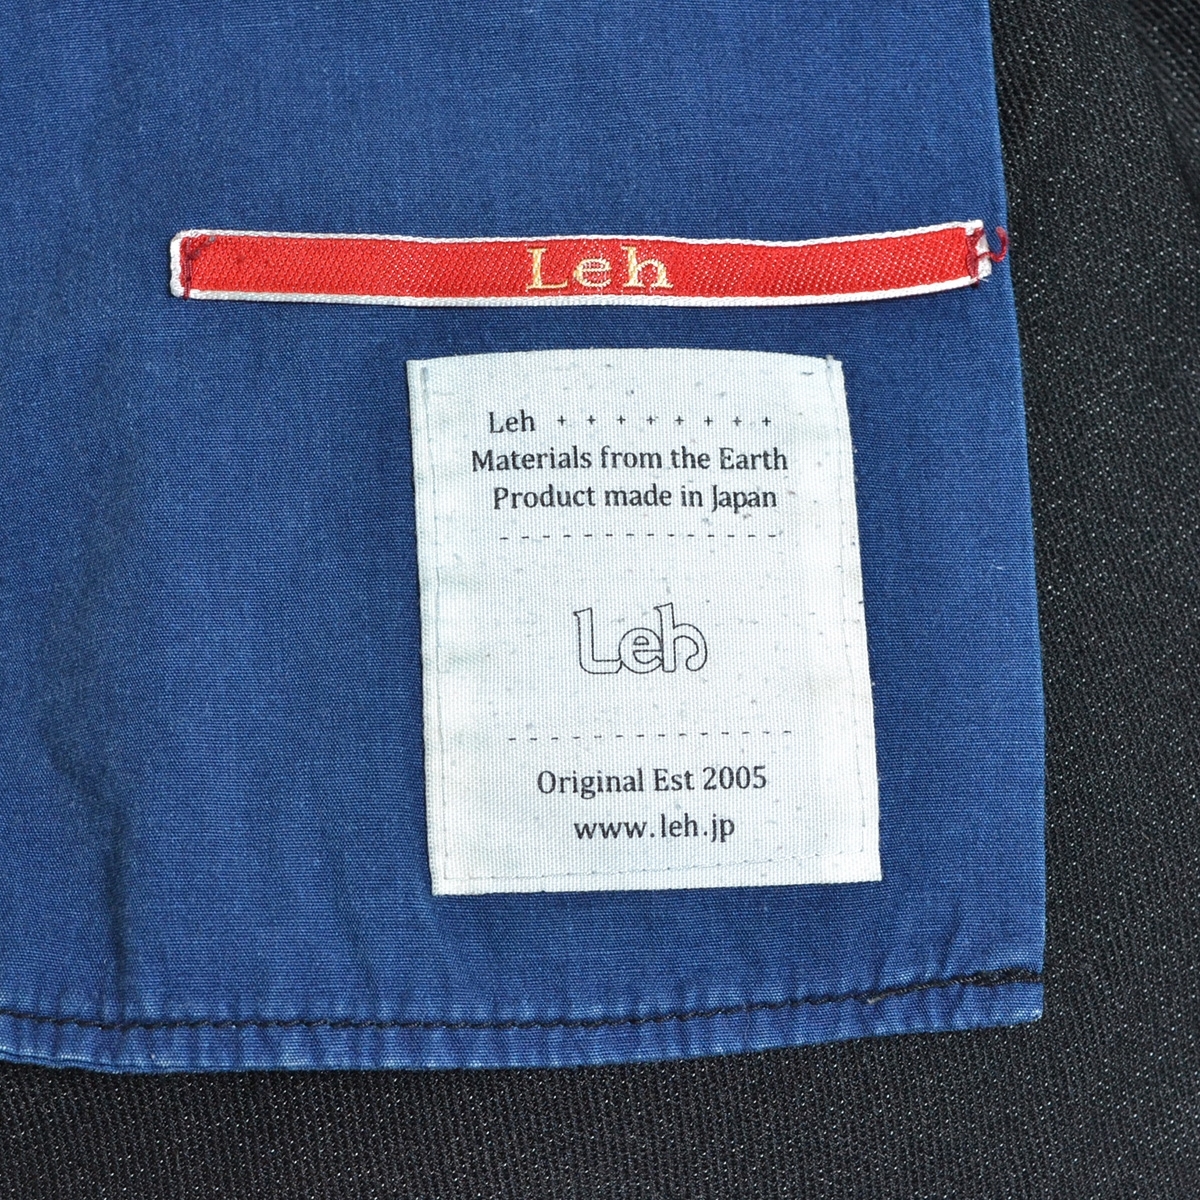 Leh
Leh + + + + + + + +
Materials from the Earth
Product made in Japan
- - - - - - - - - - - - - -
Leh
- - - - - - - - - - - - - -
Original Est 2005
www.leh.jp